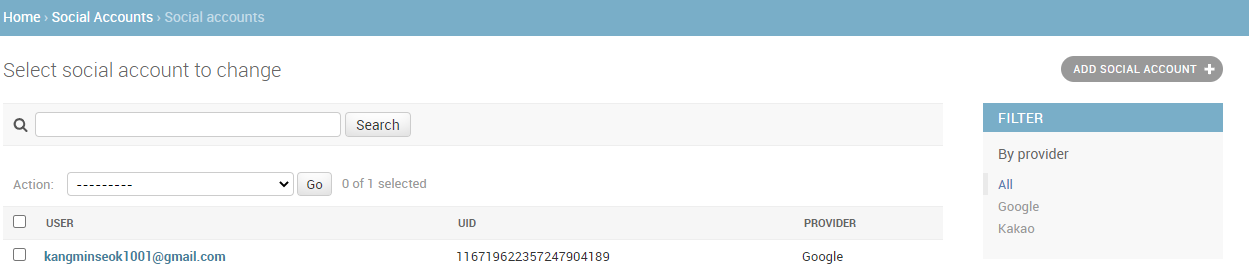 Home › Social Accounts › Social accounts
Select social account to change
ADD SOCIAL ACCOUNT +
Search
FILTER
By provider
All
Google
Kakao
Action: --------- Go 0 of 1 selected
USER UID PROVIDER
kangminseok1001@gmail.com 116719622357247904189 Google